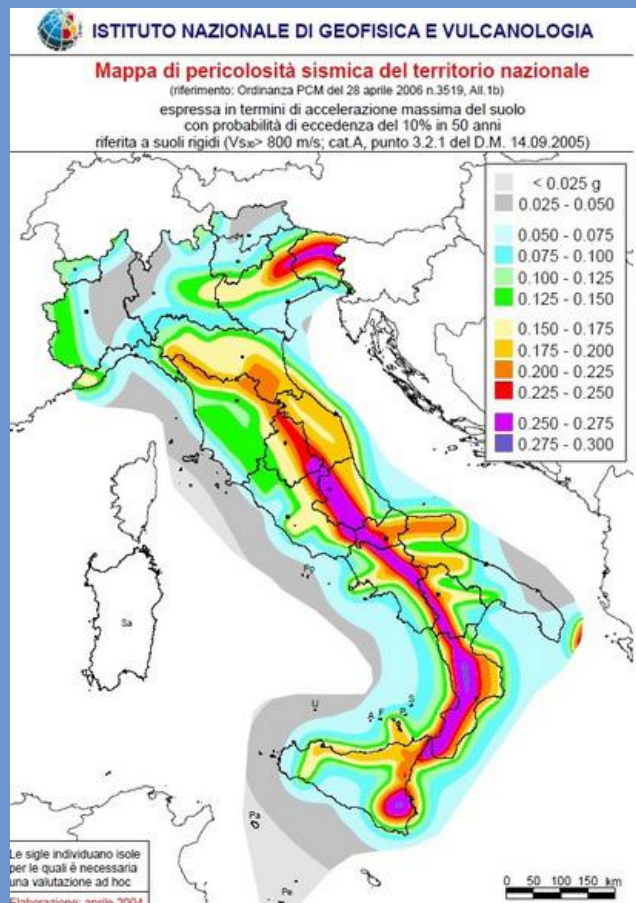 ISTITUTO NAZIONALE DI GEOFISICA E VULCANOLOGIA
Mappa di pericolosità sismica del territorio nazionale
(riferimento: Ordinanza PCM del 28 aprile 2006 n.3519, All.1b)
espressa in termini di accelerazione massima del suolo
con probabilità di eccedenza del 10% in 50 anni
riferita a suoli rigidi (Vs₃₀> 800 m/s; cat.A, punto 3.2.1 del D.M. 14.09.2005)
< 0.025 g
0.025 - 0.050
0.050 - 0.075
0.075 - 0.100
0.100 - 0.125
0.125 - 0.150
0.150 - 0.175
0.175 - 0.200
0.200 - 0.225
0.225 - 0.250
0.250 - 0.275
0.275 - 0.300
Po
Sa
S
U
A F P
Pa
Pe
Le sigle individuano isole
per le quali è necessaria
una valutazione ad hoc
Elaborazione: aprile 2004
0 50 100 150 km